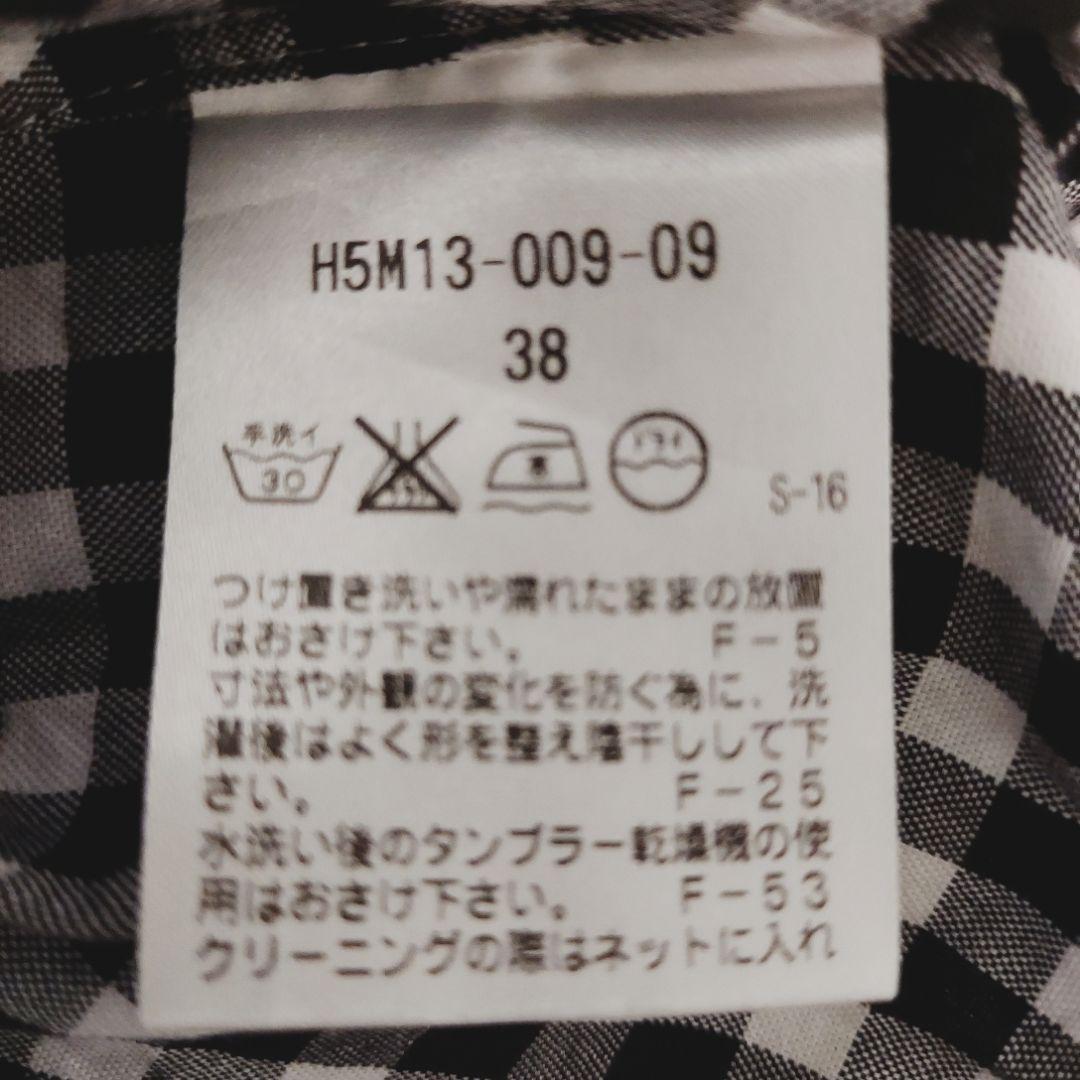 H5M13-009-09
38
手洗イ
30
中
ドライ
S-16
つけ置き洗いや濡れたままの放置
はおさけ下さい。 F-5
寸法や外観の変化を防ぐ為に、洗
濯後はよく形を整え陰干しして下
さい。 F-25
水洗い後のタンブラー乾燥機の使
用はおさけ下さい。 F-53
クリーニングの際はネットに入れ